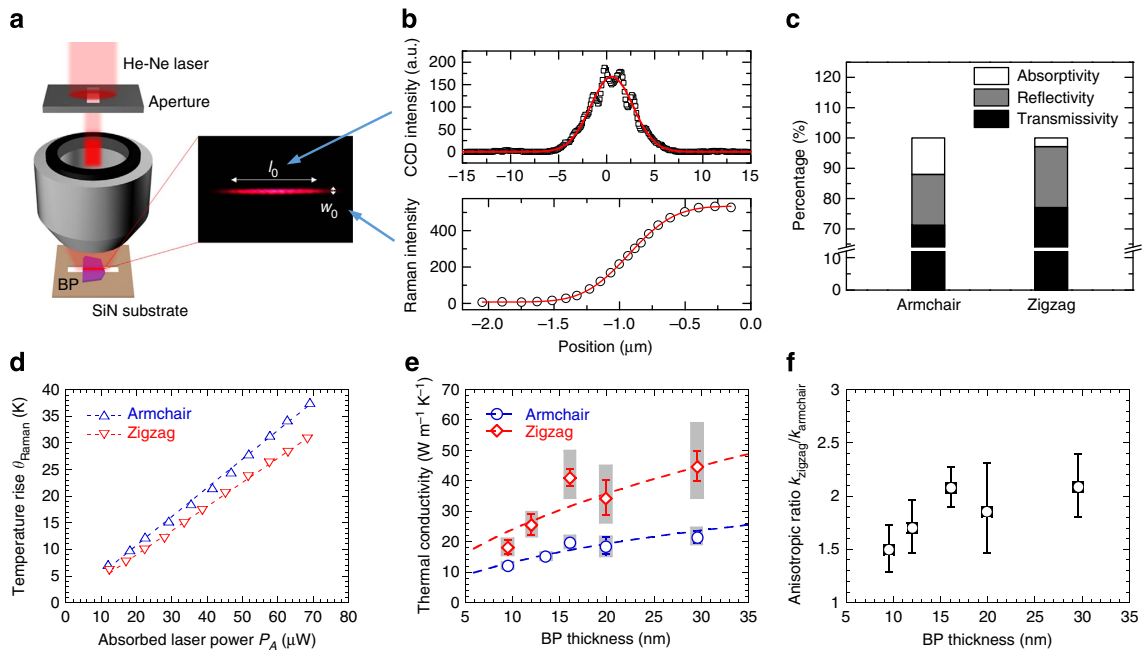 a
He-Ne laser
Aperture
l0
w0
BP
SiN substrate
b
CCD intensity (a.u.)
200
175
150
125
100
75
50
25
0
−15 −10 −5 0 5 10 15
Raman intensity
400
200
0
−2.0 −1.5 −1.0 −0.5 0.0
Position (μm)
c
Percentage (%)
120
110
100
90
80
70
10
0
Absorptivity
Reflectivity
Transmissivity
Armchair Zigzag
d
Temperature rise θRaman (K)
40
35
30
25
20
15
10
5
0
Armchair
Zigzag
0 10 20 30 40 50 60 70 80
Absorbed laser power PA (μW)
e
Thermal conductivity (W m−1 K−1)
70
60
50
40
30
20
10
0
Armchair
Zigzag
5 10 15 20 25 30 35
BP thickness (nm)
f
Anisotropic ratio kzigzag/karmchair
3
2.5
2
1.5
1
5 10 15 20 25 30 35
BP thickness (nm)